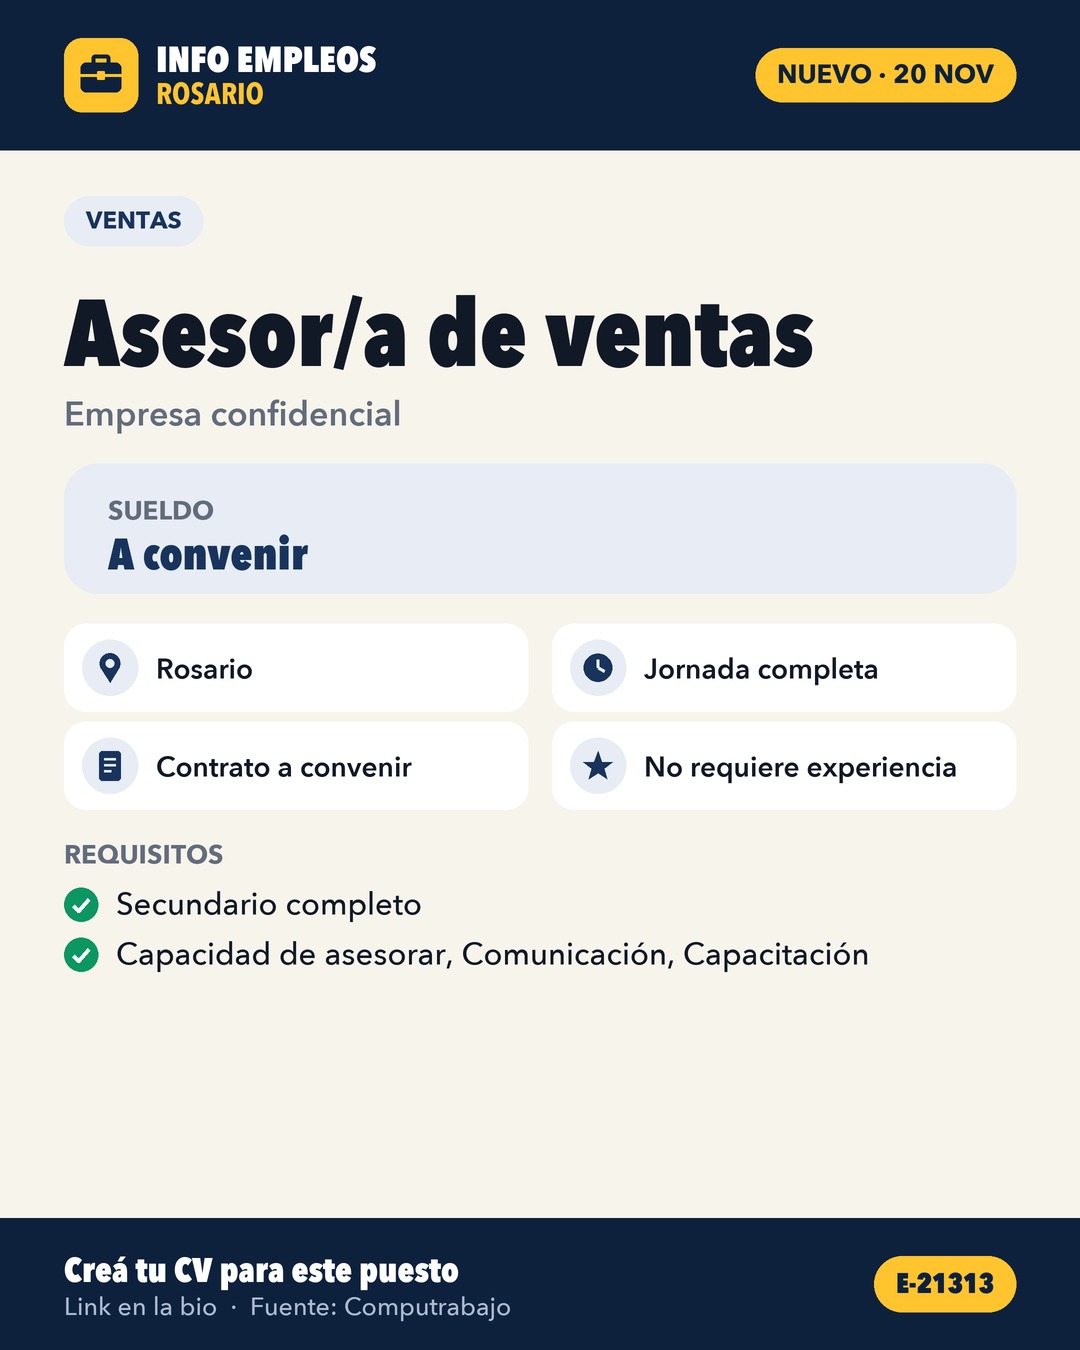 INFO EMPLEOS
ROSARIO
NUEVO · 20 NOV
VENTAS
Asesor/a de ventas
Empresa confidencial
SUELDO
A convenir
Rosario
Jornada completa
Contrato a convenir
No requiere experiencia
REQUISITOS
Secundario completo
Capacidad de asesorar, Comunicación, Capacitación
Creá tu CV para este puesto
Link en la bio · Fuente: Computrabajo
E-21313